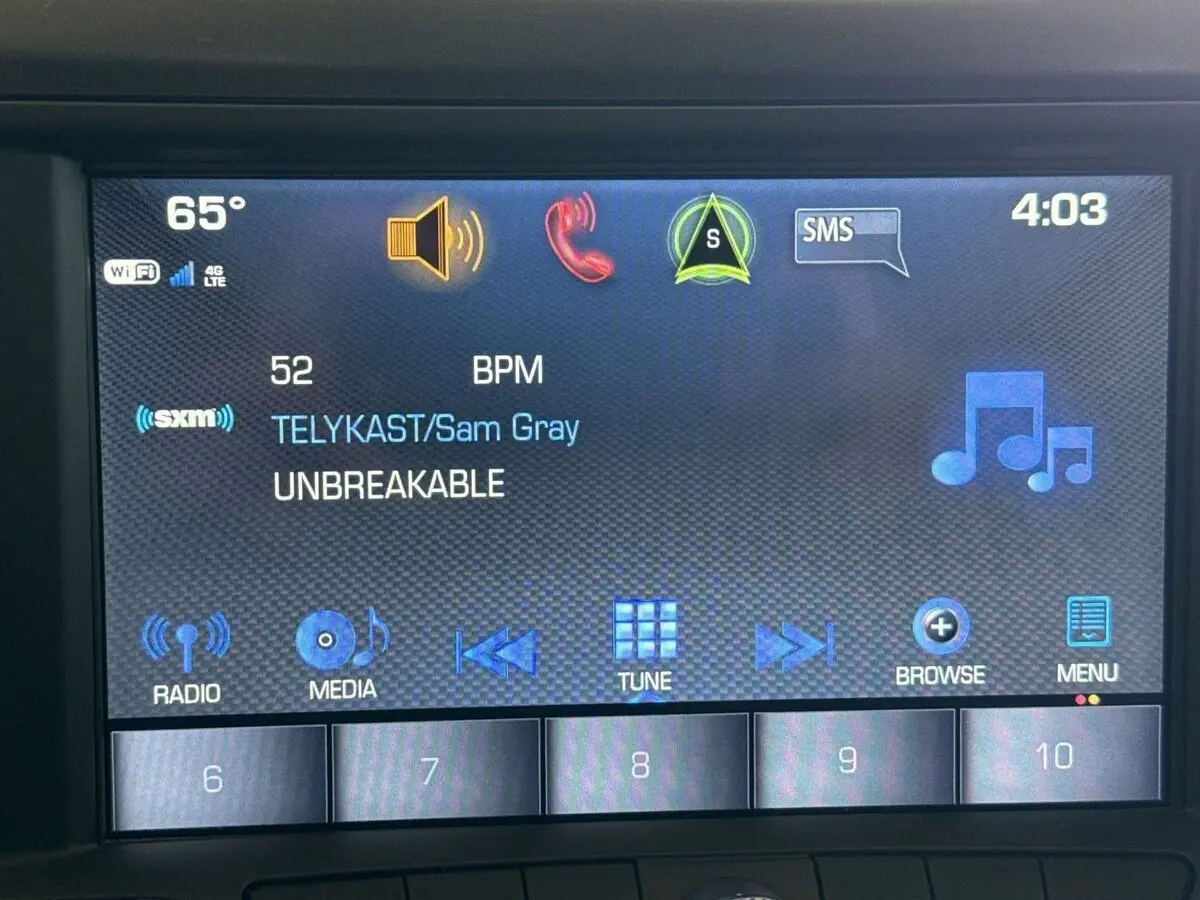 65°
S
SMS
4:03
WiFi
4G
LTE
52 BPM
sxm
TELYKAST/Sam Gray
UNBREAKABLE
RADIO
MEDIA
TUNE
BROWSE
MENU
6 7 8 9 10